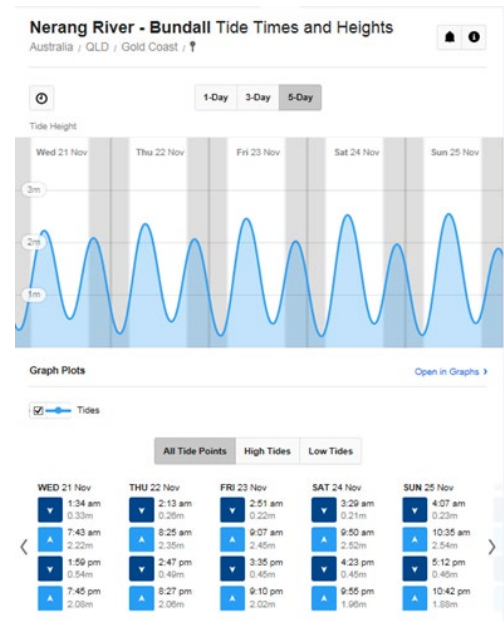 Nerang River - Bundall Tide Times and Heights
Australia / QLD / Gold Coast /
1-Day 3-Day 5-Day
Tide Height
Wed 21 Nov Thu 22 Nov Fri 23 Nov Sat 24 Nov Sun 25 Nov
3m
2m
1m
Graph Plots Open in Graphs
Tides
All Tide Points High Tides Low Tides
WED 21 Nov THU 22 Nov FRI 23 Nov SAT 24 Nov SUN 25 Nov
1:34 am 2:13 am 2:51 am 3:29 am 4:07 am
0.33m 0.26m 0.22m 0.21m 0.23m
7:43 am 8:25 am 9:07 am 9:50 am 10:35 am
2.22m 2.35m 2.45m 2.52m 2.54m
1:59 pm 2:47 pm 3:35 pm 4:23 pm 5:12 pm
0.54m 0.49m 0.45m 0.45m 0.46m
7:45 pm 8:27 pm 9:10 pm 9:55 pm 10:42 pm
2.08m 2.06m 2.02m 1.96m 1.88m